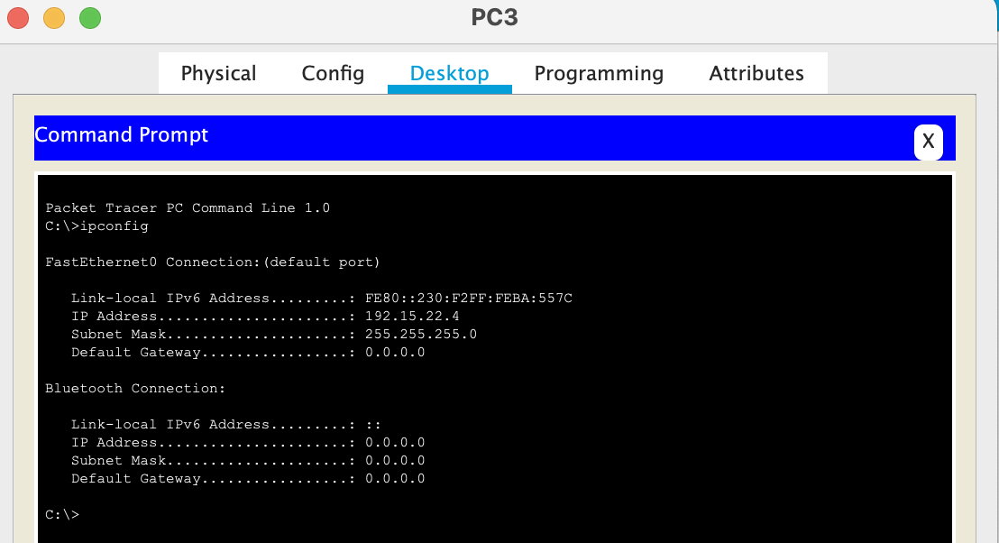 PC3
Physical Config Desktop Programming Attributes
Command Prompt
X
Packet Tracer PC Command Line 1.0
C:\>ipconfig
FastEthernet0 Connection:(default port)
Link-local IPv6 Address.........: FE80::230:F2FF:FEBA:557C
IP Address......................: 192.15.22.4
Subnet Mask.....................: 255.255.255.0
Default Gateway.................: 0.0.0.0
Bluetooth Connection:
Link-local IPv6 Address.........: ::
IP Address......................: 0.0.0.0
Subnet Mask.....................: 0.0.0.0
Default Gateway.................: 0.0.0.0
C:\>